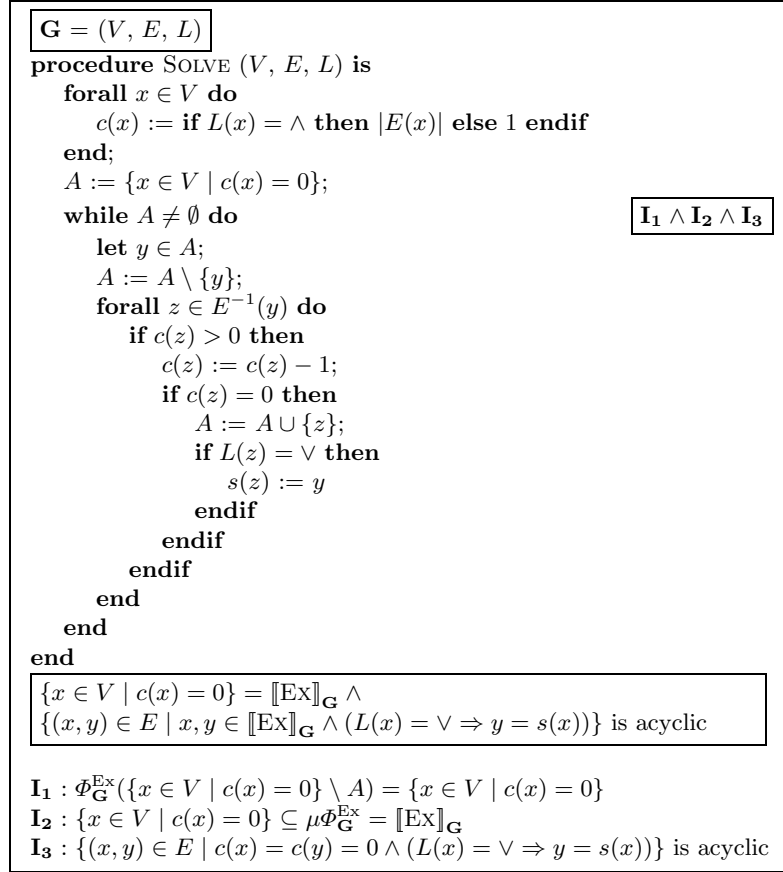 G = (V, E, L)
procedure SOLVE (V, E, L) is
forall x ∈ V do
c(x) := if L(x) = ∧ then |E(x)| else 1 endif
end;
A := {x ∈ V | c(x) = 0};
while A ≠ ∅ do I₁ ∧ I₂ ∧ I₃
let y ∈ A;
A := A \ {y};
forall z ∈ E⁻¹(y) do
if c(z) > 0 then
c(z) := c(z) − 1;
if c(z) = 0 then
A := A ∪ {z};
if L(z) = ∨ then
s(z) := y
endif
endif
endif
end
end
end
{x ∈ V | c(x) = 0} = ⟦Ex⟧_G ∧
{(x, y) ∈ E | x, y ∈ ⟦Ex⟧_G ∧ (L(x) = ∨ ⇒ y = s(x))} is acyclic
I₁ : Φ_G^Ex({x ∈ V | c(x) = 0} \ A) = {x ∈ V | c(x) = 0}
I₂ : {x ∈ V | c(x) = 0} ⊆ μΦ_G^Ex = ⟦Ex⟧_G
I₃ : {(x, y) ∈ E | c(x) = c(y) = 0 ∧ (L(x) = ∨ ⇒ y = s(x))} is acyclic